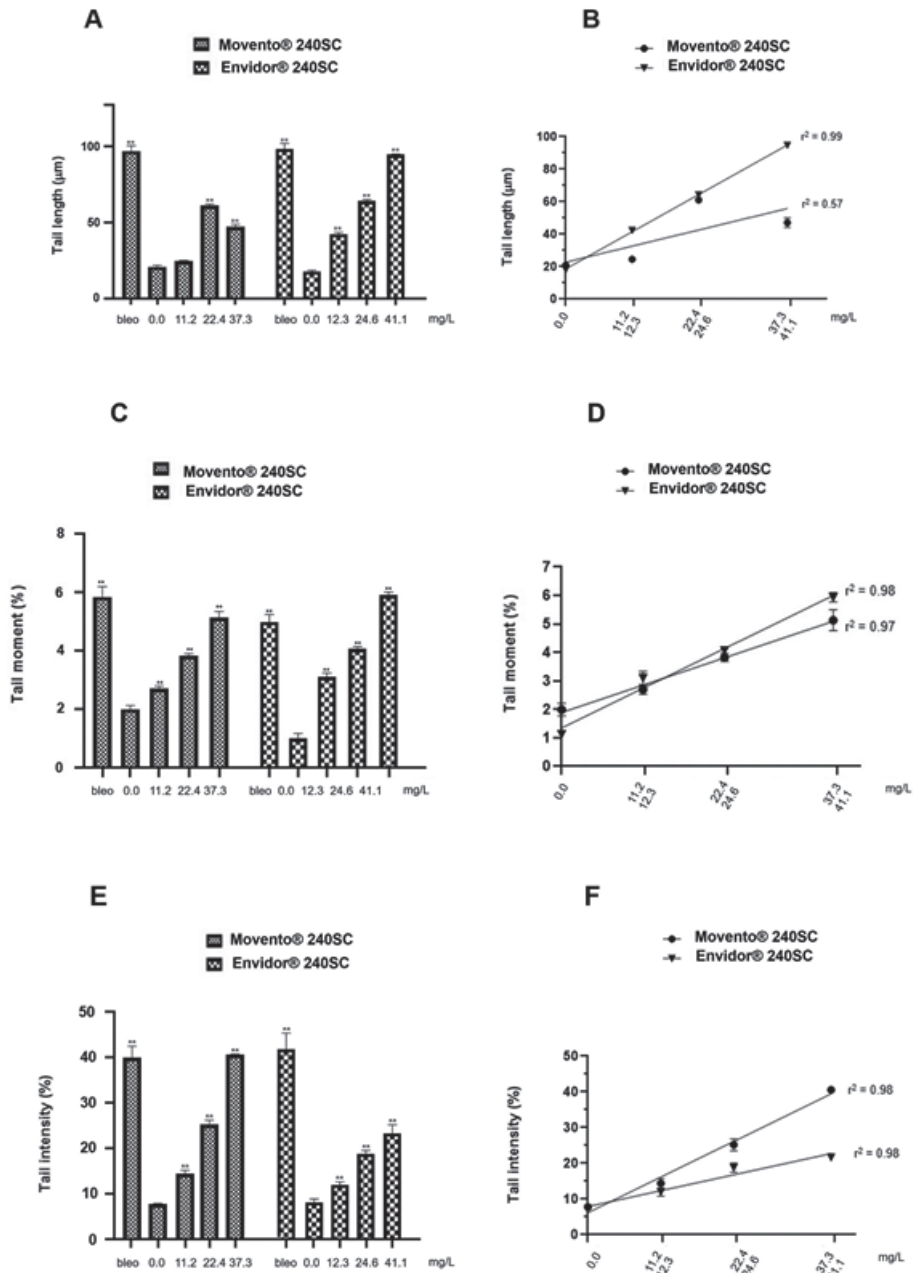 A
Movento® 240SC
Envidor® 240SC
Tail length (µm)
100
50
0
**
**
**
**
**
**
**
bleo 0.0 11.2 22.4 37.3 bleo 0.0 12.3 24.6 41.1 mg/L
B
Movento® 240SC
Envidor® 240SC
Tail length (µm)
100
80
60
40
20
0
r² = 0.99
r² = 0.57
0.0
11.2
12.3
22.4
24.6
37.3
41.1
mg/L
C
Movento® 240SC
Envidor® 240SC
Tail moment (%)
8
6
4
2
0
**
**
**
**
**
**
**
**
bleo 0.0 11.2 22.4 37.3 bleo 0.0 12.3 24.6 41.1 mg/L
D
Movento® 240SC
Envidor® 240SC
Tail moment (%)
7
6
5
4
3
2
1
0
r² = 0.98
r² = 0.97
0.0
11.2
12.3
22.4
24.6
37.3
41.1
mg/L
E
Movento® 240SC
Envidor® 240SC
Tail intensity (%)
50
40
30
20
10
0
**
**
**
**
**
**
**
**
bleo 0.0 11.2 22.4 37.3 bleo 0.0 12.3 24.6 41.1 mg/L
F
Movento® 240SC
Envidor® 240SC
Tail intensity (%)
50
40
30
20
10
0
r² = 0.98
r² = 0.98
0.0
11.2
22.4
37.3
mg/L